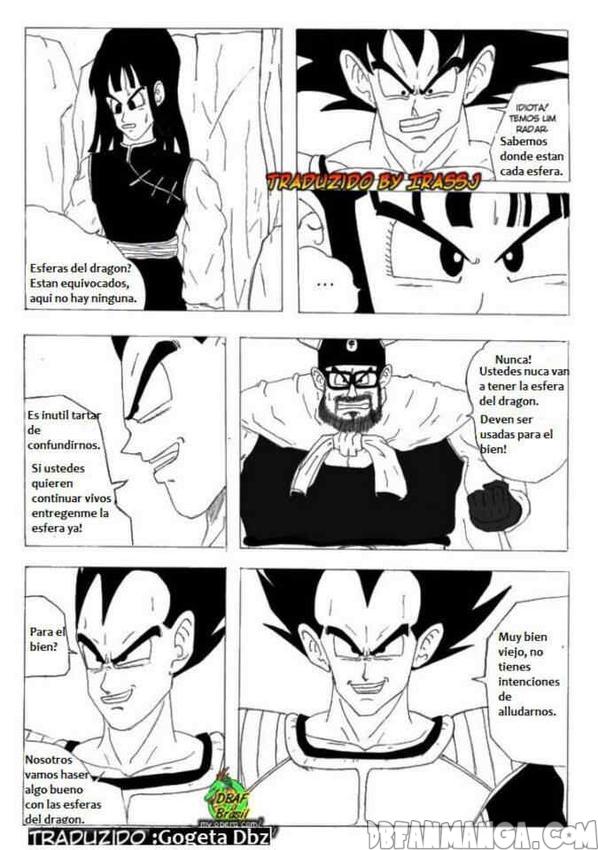 IDIOTA!
TEMOS UM
RADAR.
Sabemos
donde estan
cada esfera.
TRADUZIDO BY IRASSJ
Esferas del dragon?
Estan equivocados,
aqui no hay ninguna.
...
Es inutil tartar
de
confundirnos.
Si ustedes
quieren
continuar vivos
entregenme la
esfera ya!
Nunca!
Ustedes nuca van
a tener la esfera
del dragon.
Deven ser
usadas para el
bien!
Para el
bien?
Nosotros
vamos haser
algo bueno
con las esferas
del dragon.
Muy bien
viejo, no
tienes
intenciones
de
alludarnos.
DBAF
Brasil
my.opera.com/
TRADUZIDO :Gogeta Dbz
DBFANMANGA.COM